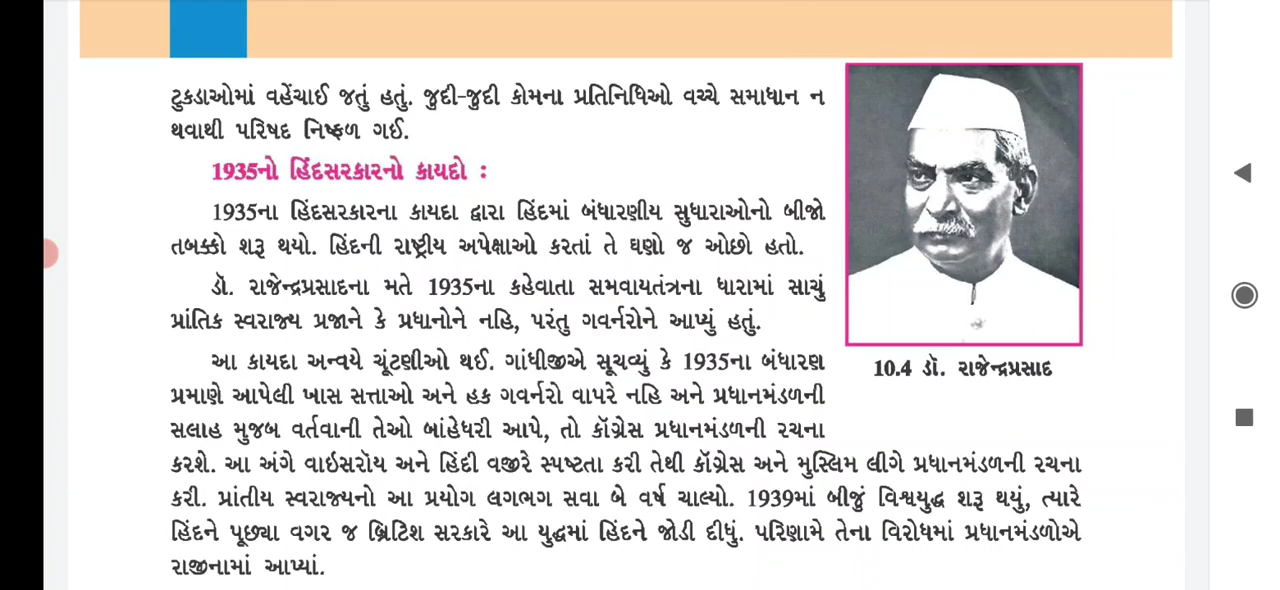 ટુકડાઓમાં વહેંચાઈ જતું હતું. જુદી-જુદી કોમના પ્રતિનિધિઓ વચ્ચે સમાધાન ન
થવાથી પરિષદ નિષ્ફળ ગઈ.
1935નો હિંદસરકારનો કાયદો :
1935ના હિંદસરકારના કાયદા દ્વારા હિંદમાં બંધારણીય સુધારાઓનો બીજો
તબક્કો શરૂ થયો. હિંદની રાષ્ટ્રીય અપેક્ષાઓ કરતાં તે ઘણો જ ઓછો હતો.
ડૉ. રાજેન્દ્રપ્રસાદના મતે 1935ના કહેવાતા સમવાયતંત્રના ધારામાં સાચું
પ્રાંતિક સ્વરાજ્ય પ્રજાને કે પ્રધાનોને નહિ, પરંતુ ગવર્નરોને આપ્યું હતું.
આ કાયદા અન્વયે ચૂંટણીઓ થઈ. ગાંધીજીએ સૂચવ્યું કે 1935ના બંધારણ
પ્રમાણે આપેલી ખાસ સત્તાઓ અને હક ગવર્નરો વાપરે નહિ અને પ્રધાનમંડળની
સલાહ મુજબ વર્તવાની તેઓ બાંહેધરી આપે, તો કૉંગ્રેસ પ્રધાનમંડળની રચના
કરશે. આ અંગે વાઇસરૉય અને હિંદી વજીરે સ્પષ્ટતા કરી તેથી કૉંગ્રેસ અને મુસ્લિમ લીગે પ્રધાનમંડળની રચના
કરી. પ્રાંતીય સ્વરાજ્યનો આ પ્રયોગ લગભગ સવા બે વર્ષ ચાલ્યો. 1939માં બીજું વિશ્વયુદ્ધ શરૂ થયું, ત્યારે
હિંદને પૂછ્યા વગર જ બ્રિટિશ સરકારે આ યુદ્ધમાં હિંદને જોડી દીધું. પરિણામે તેના વિરોધમાં પ્રધાનમંડળોએ
રાજીનામાં આપ્યાં.
10.4 ડૉ. રાજેન્દ્રપ્રસાદ